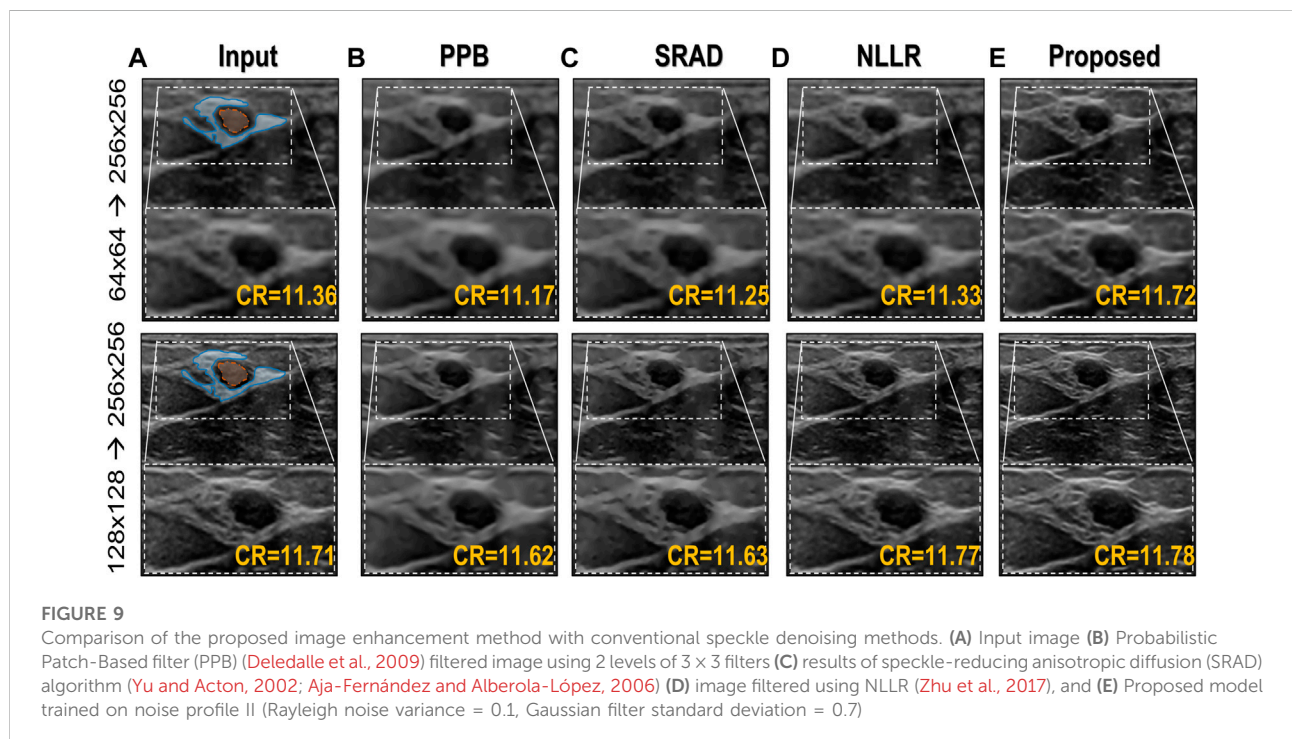 A Input B PPB C SRAD D NLLR E Proposed
64x64 → 256x256
CR=11.36 CR=11.17 CR=11.25 CR=11.33 CR=11.72
128x128 → 256x256
CR=11.71 CR=11.62 CR=11.63 CR=11.77 CR=11.78
FIGURE 9
Comparison of the proposed image enhancement method with conventional speckle denoising methods. (A) Input image (B) Probabilistic
Patch-Based filter (PPB) (Deledalle et al., 2009) filtered image using 2 levels of 3 × 3 filters (C) results of speckle-reducing anisotropic diffusion (SRAD)
algorithm (Yu and Acton, 2002; Aja-Fernández and Alberola-López, 2006) (D) image filtered using NLLR (Zhu et al., 2017), and (E) Proposed model
trained on noise profile II (Rayleigh noise variance = 0.1, Gaussian filter standard deviation = 0.7)